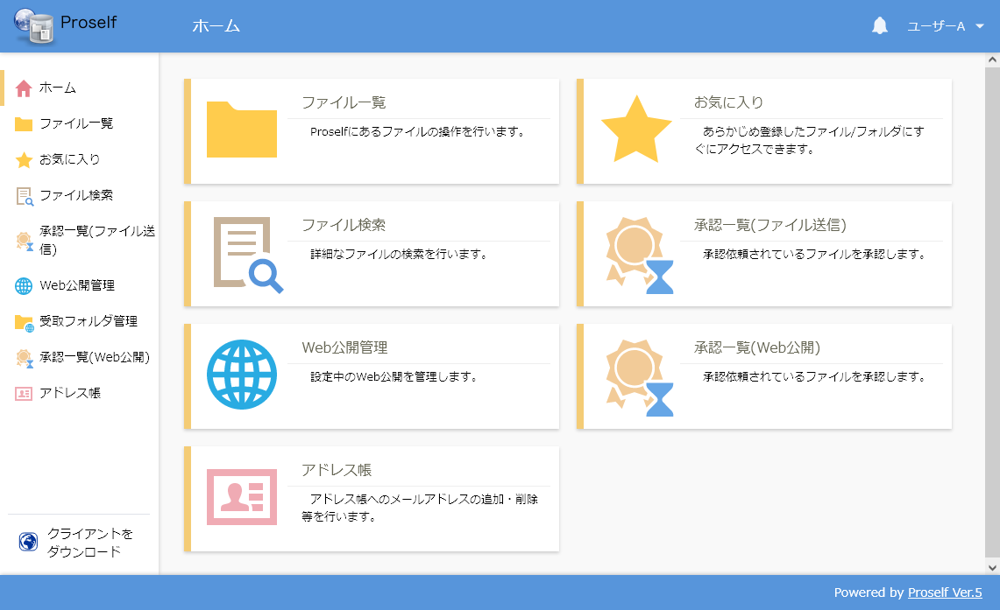 Proself
ホーム
ユーザーA
ホーム
ファイル一覧
お気に入り
ファイル検索
承認一覧(ファイル送
信)
Web公開管理
受取フォルダ管理
承認一覧(Web公開)
アドレス帳
クライアントを
ダウンロード
ファイル一覧
Proselfにあるファイルの操作を行います。
お気に入り
あらかじめ登録したファイル/フォルダにす
ぐにアクセスできます。
ファイル検索
詳細なファイルの検索を行います。
承認一覧(ファイル送信)
承認依頼されているファイルを承認します。
Web公開管理
設定中のWeb公開を管理します。
承認一覧(Web公開)
承認依頼されているファイルを承認します。
アドレス帳
アドレス帳へのメールアドレスの追加・削除
等を行います。
Powered by Proself Ver.5